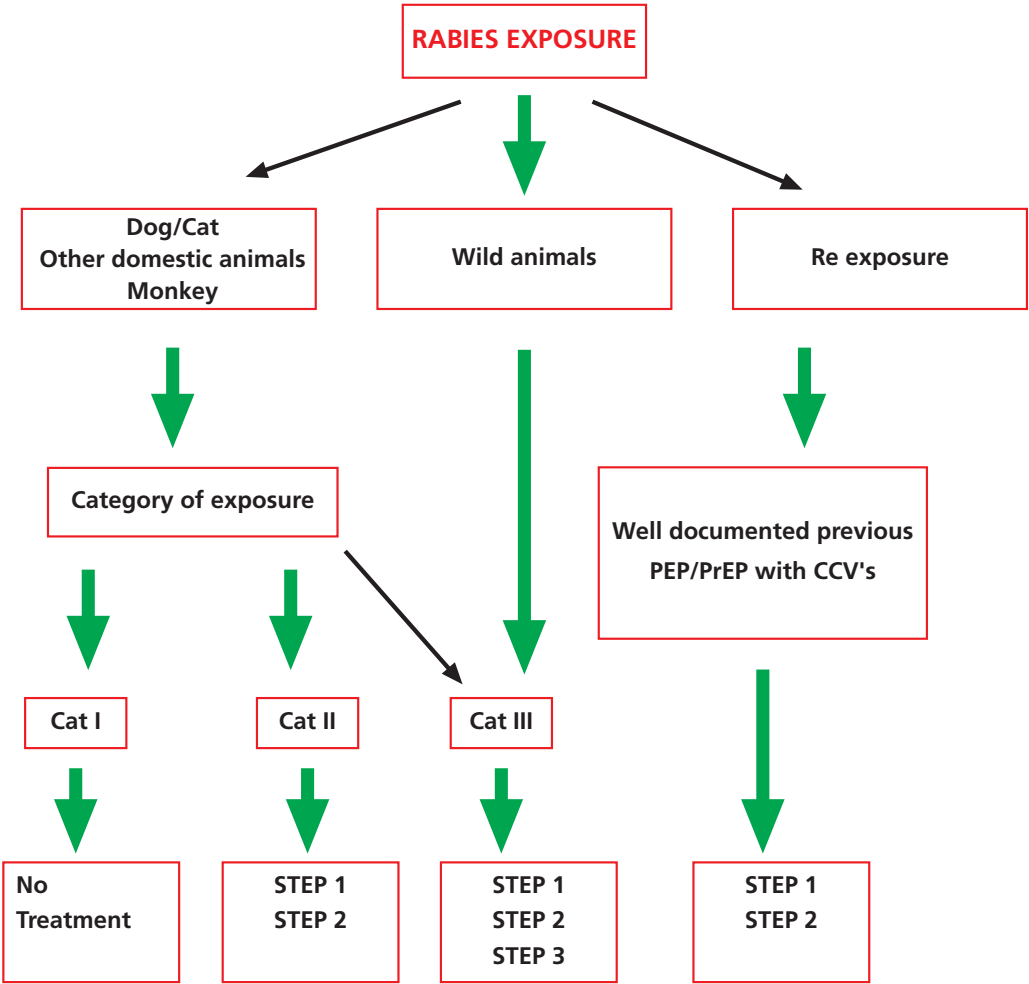 RABIES EXPOSURE
Dog/Cat
Other domestic animals
Monkey
Wild animals
Re exposure
Category of exposure
Well documented previous
PEP/PrEP with CCV's
Cat I
Cat II
Cat III
No
Treatment
STEP 1
STEP 2
STEP 1
STEP 2
STEP 3
STEP 1
STEP 2